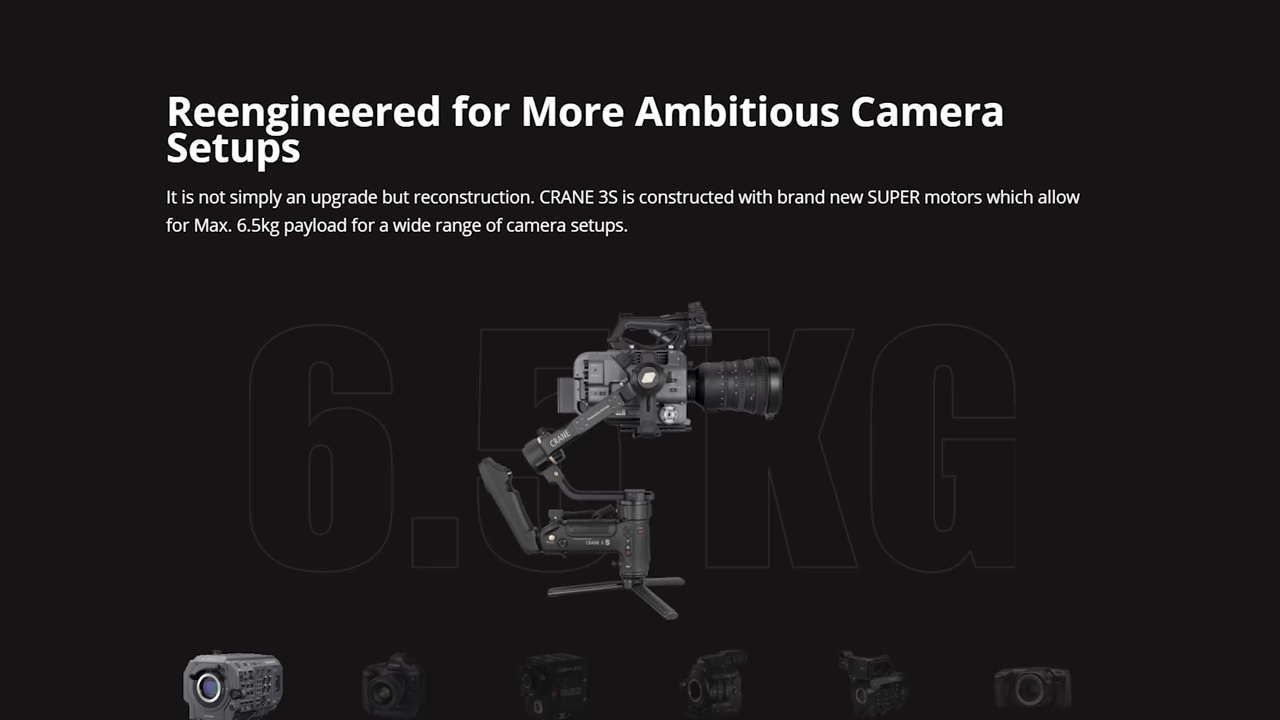 Reengineered for More Ambitious Camera
Setups
It is not simply an upgrade but reconstruction. CRANE 3S is constructed with brand new SUPER motors which allow
for Max. 6.5kg payload for a wide range of camera setups.
6.5KG
CRANE
CRANE 3 S